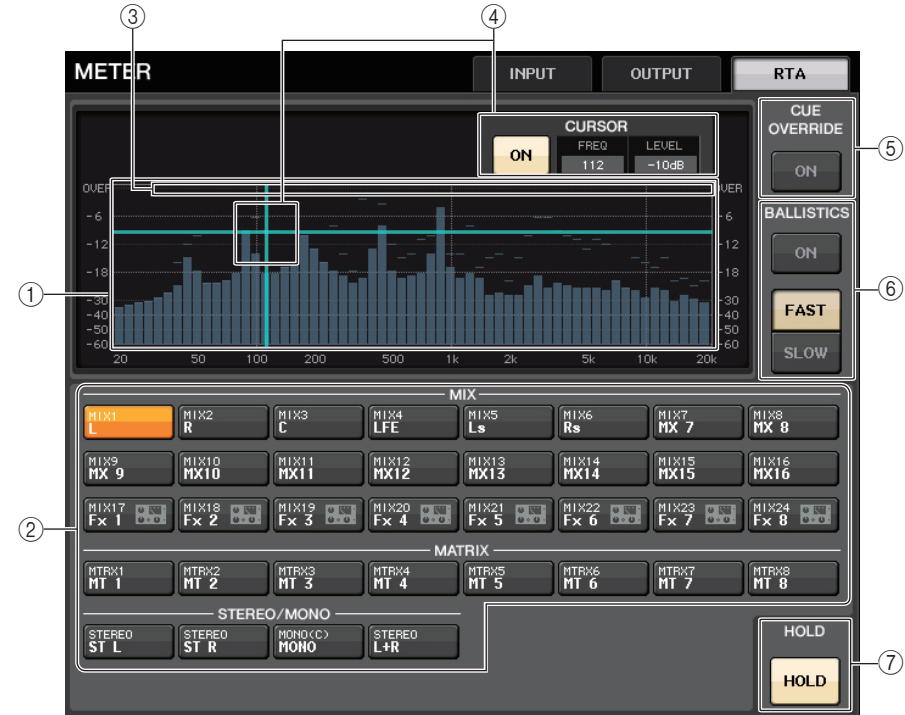 ③ ④
METER INPUT OUTPUT RTA
CURSOR
ON FREQ LEVEL
112 -10dB
CUE
OVERRIDE
ON
⑤
OVER OVER
-6 -6
-12 -12
-18 -18
-30 -30
-40 -40
-50 -50
-60 -60
20 50 100 200 500 1k 2k 5k 10k 20k
①
BALLISTICS
ON
FAST
SLOW
⑥
MIX
MIX1 MIX2 MIX3 MIX4 MIX5 MIX6 MIX7 MIX8
L R C LFE Ls Rs MX 7 MX 8
MIX9 MIX10 MIX11 MIX12 MIX13 MIX14 MIX15 MIX16
MX 9 MX10 MX11 MX12 MX13 MX14 MX15 MX16
②
MIX17 MIX18 MIX19 MIX20 MIX21 MIX22 MIX23 MIX24
Fx 1 Fx 2 Fx 3 Fx 4 Fx 5 Fx 6 Fx 7 Fx 8
MATRIX
MTRX1 MTRX2 MTRX3 MTRX4 MTRX5 MTRX6 MTRX7 MTRX8
MT 1 MT 2 MT 3 MT 4 MT 5 MT 6 MT 7 MT 8
STEREO/MONO
STEREO STEREO MONO(C) STEREO
ST L ST R MONO L+R
HOLD
HOLD
⑦